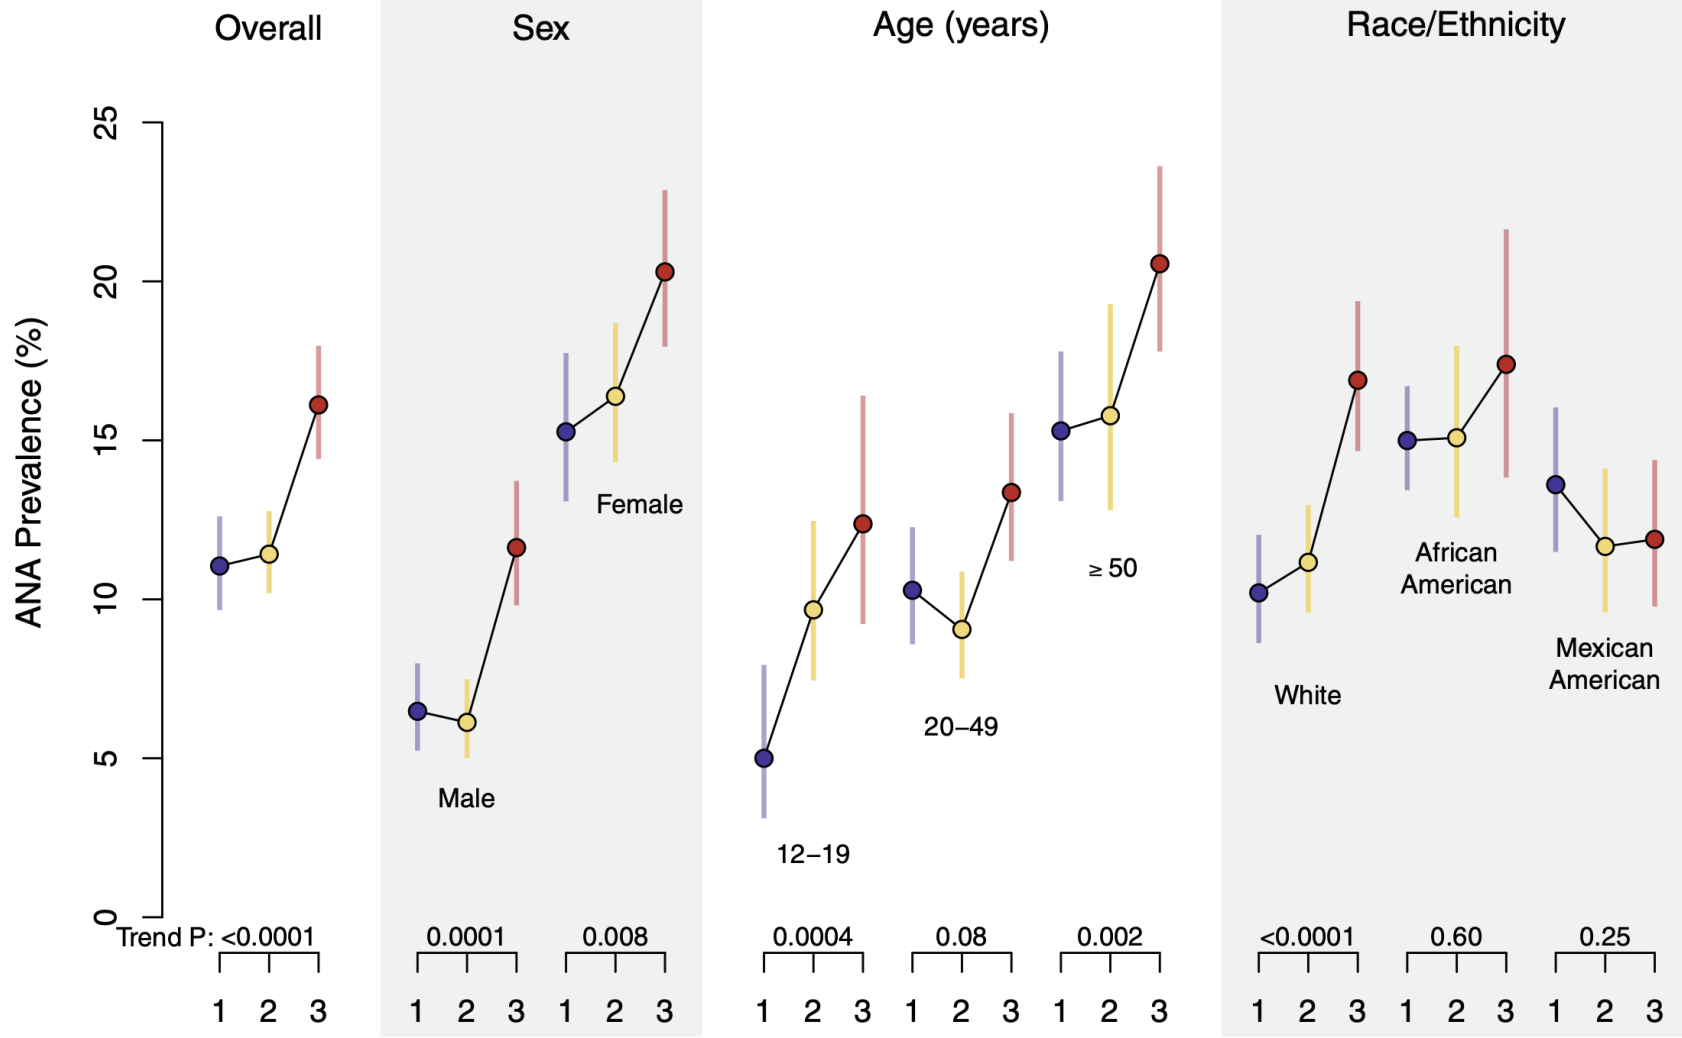 Overall Sex Age (years) Race/Ethnicity
ANA Prevalence (%)
25
20
15
10
5
0
Female
≥ 50
African
American
Mexican
American
White
20–49
Male
12–19
Trend P: <0.0001 0.0001 0.008 0.0004 0.08 0.002 <0.0001 0.60 0.25
1 2 3 1 2 3 1 2 3 1 2 3 1 2 3 1 2 3 1 2 3 1 2 3 1 2 3